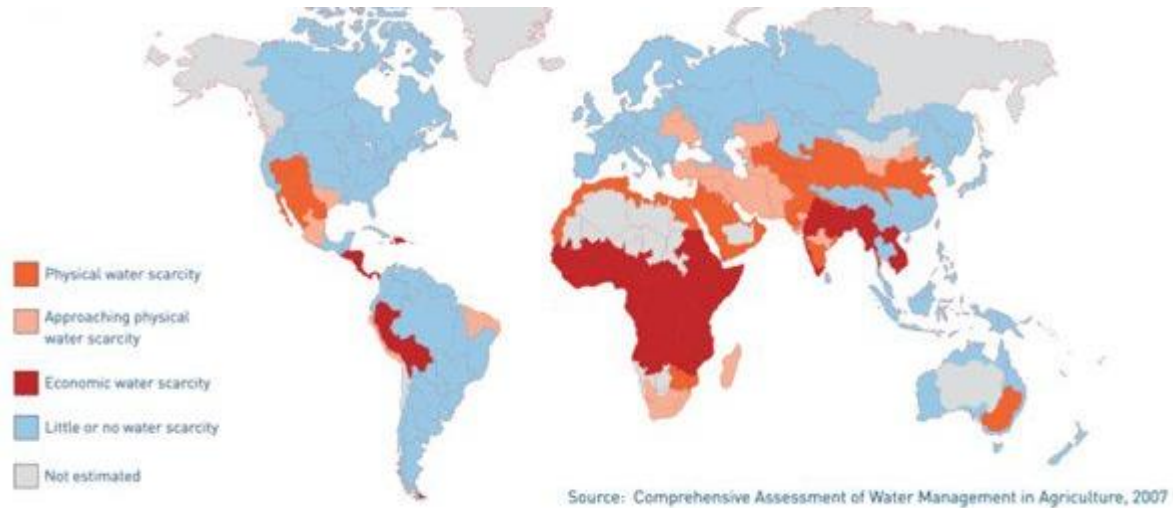 Physical water scarcity
Approaching physical
water scarcity
Economic water scarcity
Little or no water scarcity
Not estimated
Source: Comprehensive Assessment of Water Management in Agriculture, 2007